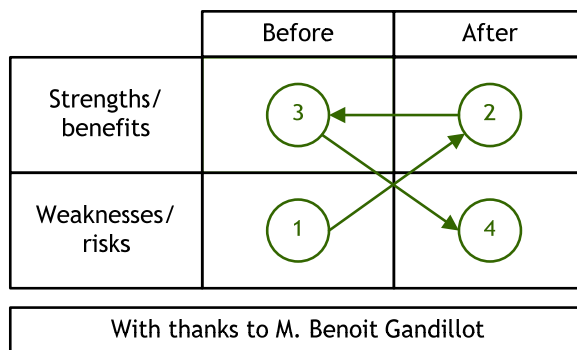 Before After
Strengths/
benefits
3 2
Weaknesses/
risks
1 4
With thanks to M. Benoit Gandillot